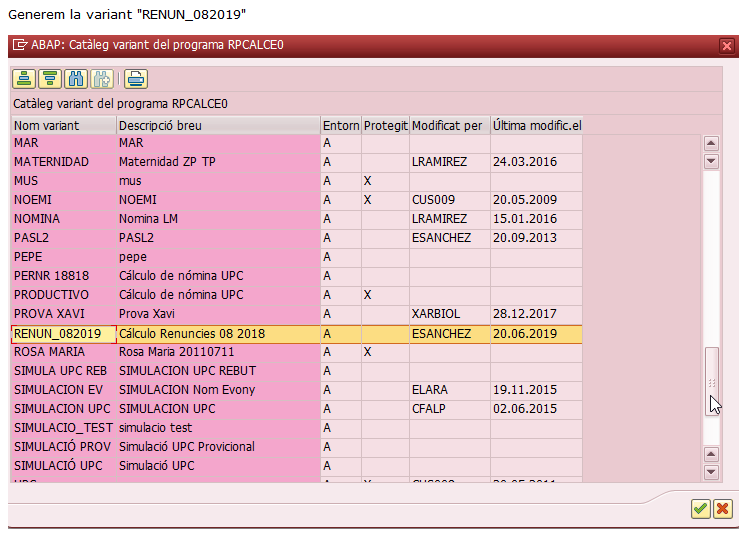 Generem la variant "RENUN_082019"
ABAP: Catàleg variant del programa RPCALCE0
Catàleg variant del programa RPCALCE0
Nom variant Descripció breu Entorn Protegit Modificat per Última modific.el
MAR MAR A
MATERNIDAD Maternidad ZP TP A LRAMIREZ 24.03.2016
MUS mus A X
NOEMI NOEMI A X CUS009 20.05.2009
NOMINA Nomina LM A LRAMIREZ 15.01.2016
PASL2 PASL2 A ESANCHEZ 20.09.2013
PEPE pepe A
PERNR 18818 Cálculo de nómina UPC A
PRODUCTIVO Cálculo de nómina UPC A X
PROVA XAVI Prova Xavi A XARBIOL 28.12.2017
RENUN_082019 Cálculo Renuncies 08 2018 A ESANCHEZ 20.06.2019
ROSA MARIA Rosa Maria 20110711 A X
SIMULA UPC REB SIMULACION UPC REBUT A
SIMULACION EV SIMULACION Nom Evony A ELARA 19.11.2015
SIMULACION UPC SIMULACION UPC A CFALP 02.06.2015
SIMULACIO_TEST simulacio test A
SIMULACIÓ PROV Simulació UPC Provicional A
SIMULACIÓ UPC Simulació UPC A